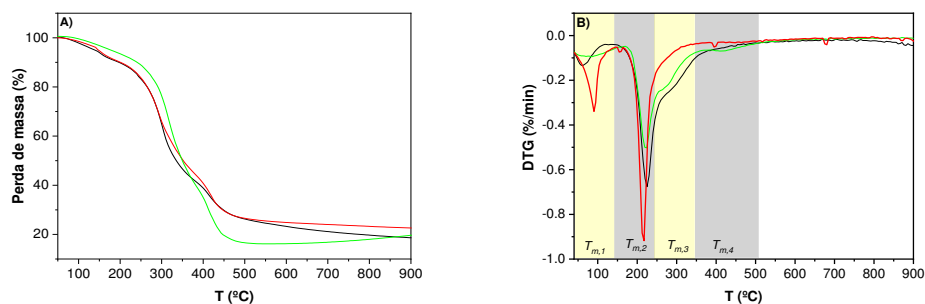 A)
100
80
60
40
20
Perda de massa (%)
100 200 300 400 500 600 700 800 900
T (ºC)
B)
0.0
-0.2
-0.4
-0.6
-0.8
-1.0
DTG (%/min)
Tm,1 Tm,2 Tm,3 Tm,4
100 200 300 400 500 600 700 800 900
T (ºC)